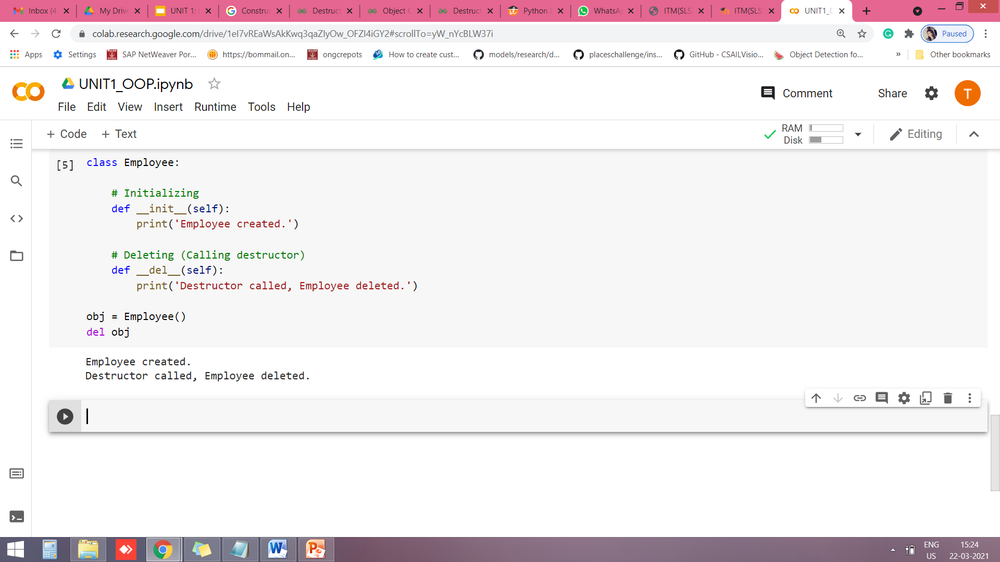 Inbox (4
My Drive
UNIT 1:
Constru
Destruct
Object
Destruct
Python
WhatsA
ITM(SLS
ITM(SLS
UNIT1_
colab.research.google.com/drive/1eI7vREaWsAkKwq3qaZIyOw_OFZI4iGY2#scrollTo=yW_nYcBLW37i
Paused
Apps
Settings
SAP NetWeaver Por...
https://bommail.on...
ongcrepots
How to create cust...
models/research/d...
placeschallenge/ins...
GitHub - CSAILVisio...
Object Detection fo...
»
Other bookmarks
UNIT1_OOP.ipynb
Comment
Share
T
File Edit View Insert Runtime Tools Help
+ Code + Text
RAM
Disk
Editing
[5] class Employee:
# Initializing
def __init__(self):
print('Employee created.')
# Deleting (Calling destructor)
def __del__(self):
print('Destructor called, Employee deleted.')
obj = Employee()
del obj
Employee created.
Destructor called, Employee deleted.
ENG
US
15:24
22-03-2021